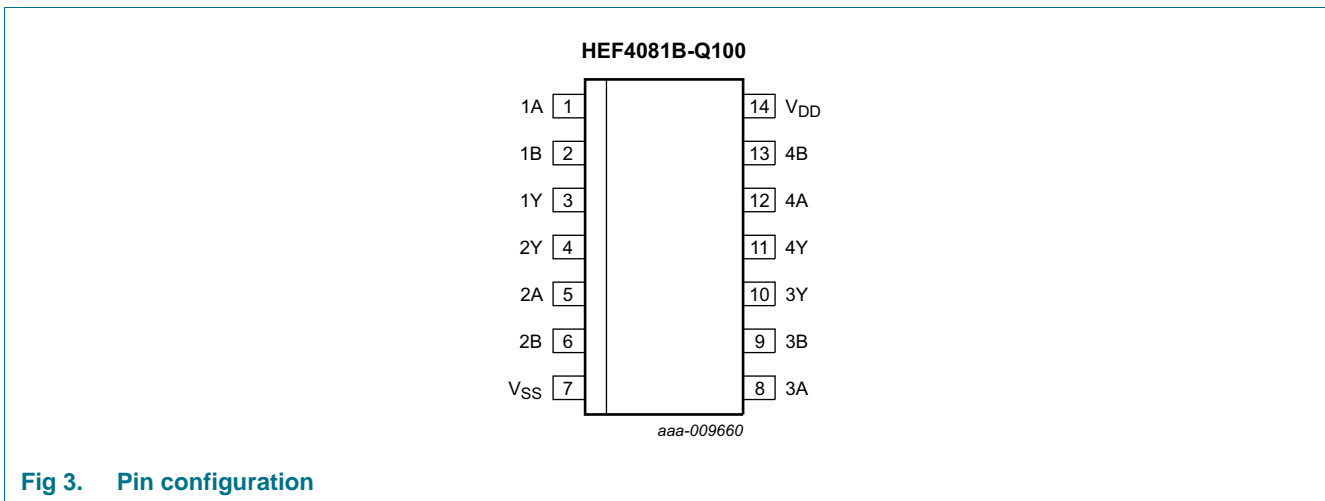 HEF4081B-Q100
1A 1 14 VDD
1B 2 13 4B
1Y 3 12 4A
2Y 4 11 4Y
2A 5 10 3Y
2B 6 9 3B
VSS 7 8 3A
aaa-009660
Fig 3. Pin configuration